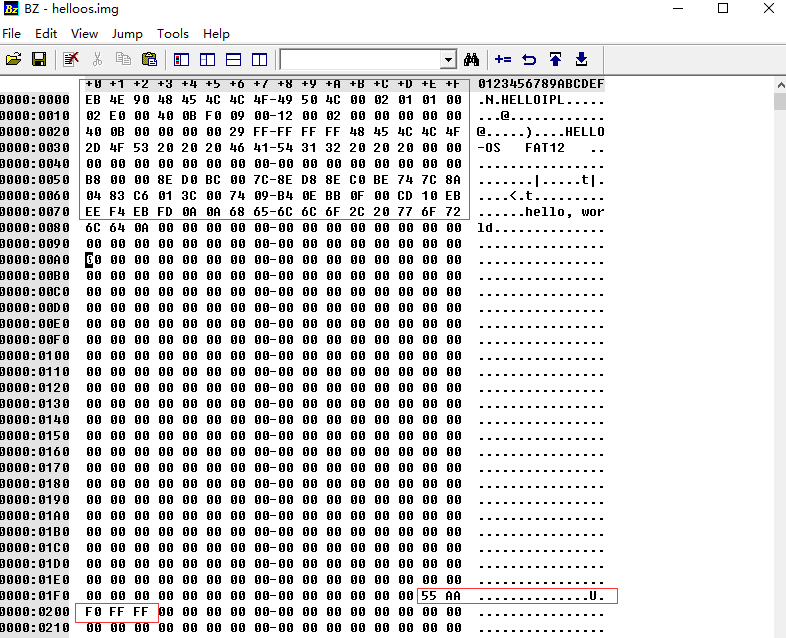 BZ - helloos.img
File Edit View Jump Tools Help
+0 +1 +2 +3 +4 +5 +6 +7 +8 +9 +A +B +C +D +E +F 0123456789ABCDEF
0000:0000 EB 4E 90 48 45 4C 4C 4F-49 50 4C 00 02 01 01 00 .N.HELLOIPL.....
0000:0010 02 E0 00 40 0B F0 09 00-12 00 02 00 00 00 00 00 ...@............
0000:0020 40 0B 00 00 00 00 29 FF-FF FF FF 48 45 4C 4C 4F @.....)....HELLO
0000:0030 2D 4F 53 20 20 20 46 41-54 31 32 20 20 20 00 00 -OS   FAT12   ..
0000:0040 00 00 00 00 00 00 00 00-00 00 00 00 00 00 00 00 ................
0000:0050 B8 00 00 8E D0 BC 00 7C-8E D8 8E C0 BE 74 7C 8A .......|.....t|.
0000:0060 04 83 C6 01 3C 00 74 09-B4 0E BB 0F 00 CD 10 EB ....<.t.........
0000:0070 EE F4 EB FD 0A 0A 68 65-6C 6C 6F 2C 20 77 6F 72 ......hello, wor
0000:0080 6C 64 0A 00 00 00 00 00-00 00 00 00 00 00 00 00 ld..............
0000:0090 00 00 00 00 00 00 00 00-00 00 00 00 00 00 00 00 ................
0000:00A0 00 00 00 00 00 00 00 00-00 00 00 00 00 00 00 00 ................
0000:00B0 00 00 00 00 00 00 00 00-00 00 00 00 00 00 00 00 ................
0000:00C0 00 00 00 00 00 00 00 00-00 00 00 00 00 00 00 00 ................
0000:00D0 00 00 00 00 00 00 00 00-00 00 00 00 00 00 00 00 ................
0000:00E0 00 00 00 00 00 00 00 00-00 00 00 00 00 00 00 00 ................
0000:00F0 00 00 00 00 00 00 00 00-00 00 00 00 00 00 00 00 ................
0000:0100 00 00 00 00 00 00 00 00-00 00 00 00 00 00 00 00 ................
0000:0110 00 00 00 00 00 00 00 00-00 00 00 00 00 00 00 00 ................
0000:0120 00 00 00 00 00 00 00 00-00 00 00 00 00 00 00 00 ................
0000:0130 00 00 00 00 00 00 00 00-00 00 00 00 00 00 00 00 ................
0000:0140 00 00 00 00 00 00 00 00-00 00 00 00 00 00 00 00 ................
0000:0150 00 00 00 00 00 00 00 00-00 00 00 00 00 00 00 00 ................
0000:0160 00 00 00 00 00 00 00 00-00 00 00 00 00 00 00 00 ................
0000:0170 00 00 00 00 00 00 00 00-00 00 00 00 00 00 00 00 ................
0000:0180 00 00 00 00 00 00 00 00-00 00 00 00 00 00 00 00 ................
0000:0190 00 00 00 00 00 00 00 00-00 00 00 00 00 00 00 00 ................
0000:01A0 00 00 00 00 00 00 00 00-00 00 00 00 00 00 00 00 ................
0000:01B0 00 00 00 00 00 00 00 00-00 00 00 00 00 00 00 00 ................
0000:01C0 00 00 00 00 00 00 00 00-00 00 00 00 00 00 00 00 ................
0000:01D0 00 00 00 00 00 00 00 00-00 00 00 00 00 00 00 00 ................
0000:01E0 00 00 00 00 00 00 00 00-00 00 00 00 00 00 00 00 ................
0000:01F0 00 00 00 00 00 00 00 00-00 00 00 00 00 00 55 AA ..............U.
0000:0200 F0 FF FF 00 00 00 00 00-00 00 00 00 00 00 00 00 ................
0000:0210 00 00 00 00 00 00 00 00-00 00 00 00 00 00 00 00 ................